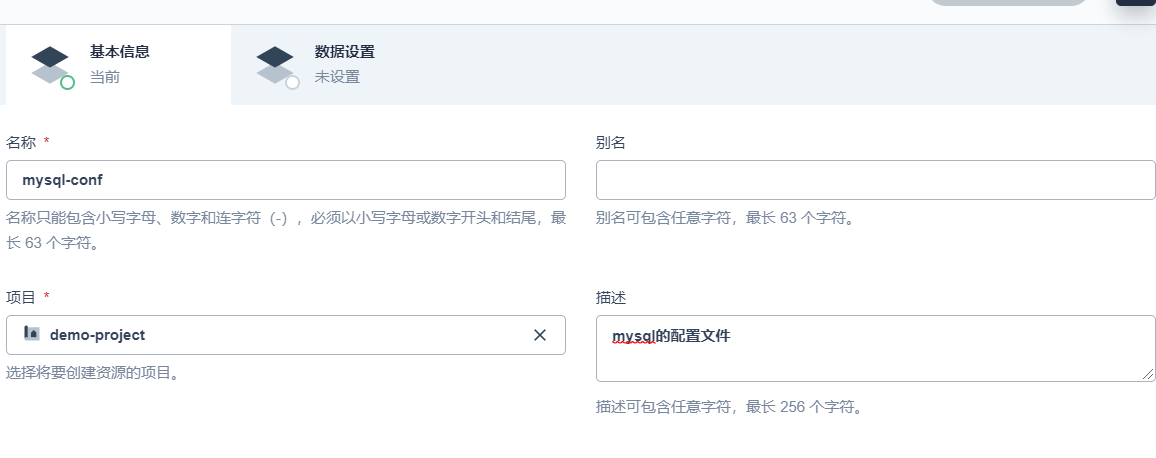 基本信息
当前
数据设置
未设置
名称 *
mysql-conf
名称只能包含小写字母、数字和连字符（-），必须以小写字母或数字开头和结尾，最
长 63 个字符。
别名
别名可包含任意字符，最长 63 个字符。
项目 *
demo-project
选择将要创建资源的项目。
描述
mysql的配置文件
描述可包含任意字符，最长 256 个字符。